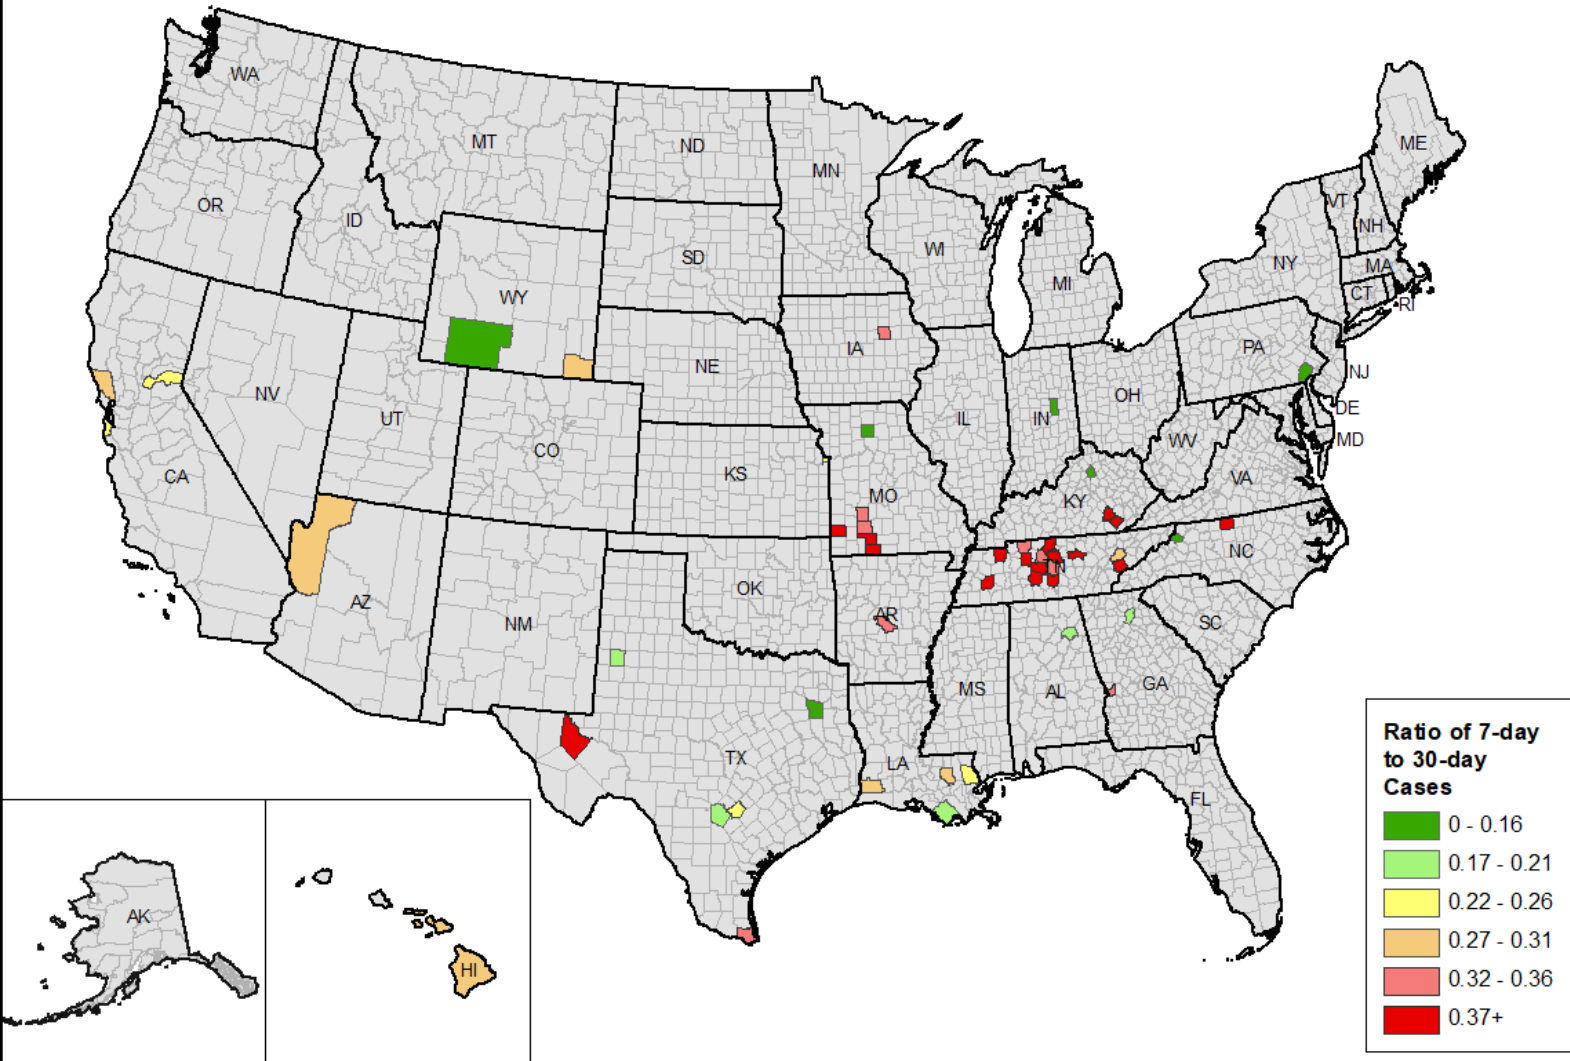 WA
MT
ND
MN
ME
OR
ID
SD
WI
VT
NH
NY
MA
MI
CT
RI
WY
IA
PA
NE
NJ
NV
UT
OH
IL
IN
DE
MD
CO
WV
CA
KS
VA
MO
KY
NC
AZ
OK
NM
AR
SC
MS
AL
GA
TX
LA
FL
AK
HI
Ratio of 7-day
to 30-day
Cases
0 - 0.16
0.17 - 0.21
0.22 - 0.26
0.27 - 0.31
0.32 - 0.36
0.37+